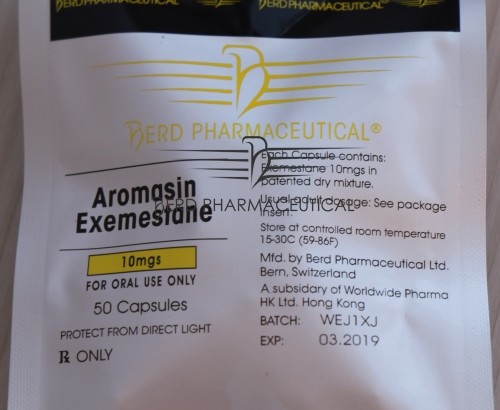 BERD PHARMACEUTICAL
BERD PHARMACEUTICAL
BERD PHARMACEUTICAL®
Aromasin
Exemestane
10mgs
FOR ORAL USE ONLY
50 Capsules
PROTECT FROM DIRECT LIGHT
℞ ONLY
Each Capsule contains:
Exemestane 10mgs in
patented dry mixture.
Usual adult dosage: See package
insert.
Store at controlled room temperature
15-30C (59-86F)
Mfd. by Berd Pharmaceutical Ltd.
Bern, Switzerland
A subsidary of Worldwide Pharma
HK Ltd. Hong Kong
BATCH: WEJ1XJ
EXP: 03.2019
BERD PHARMACEUTICAL